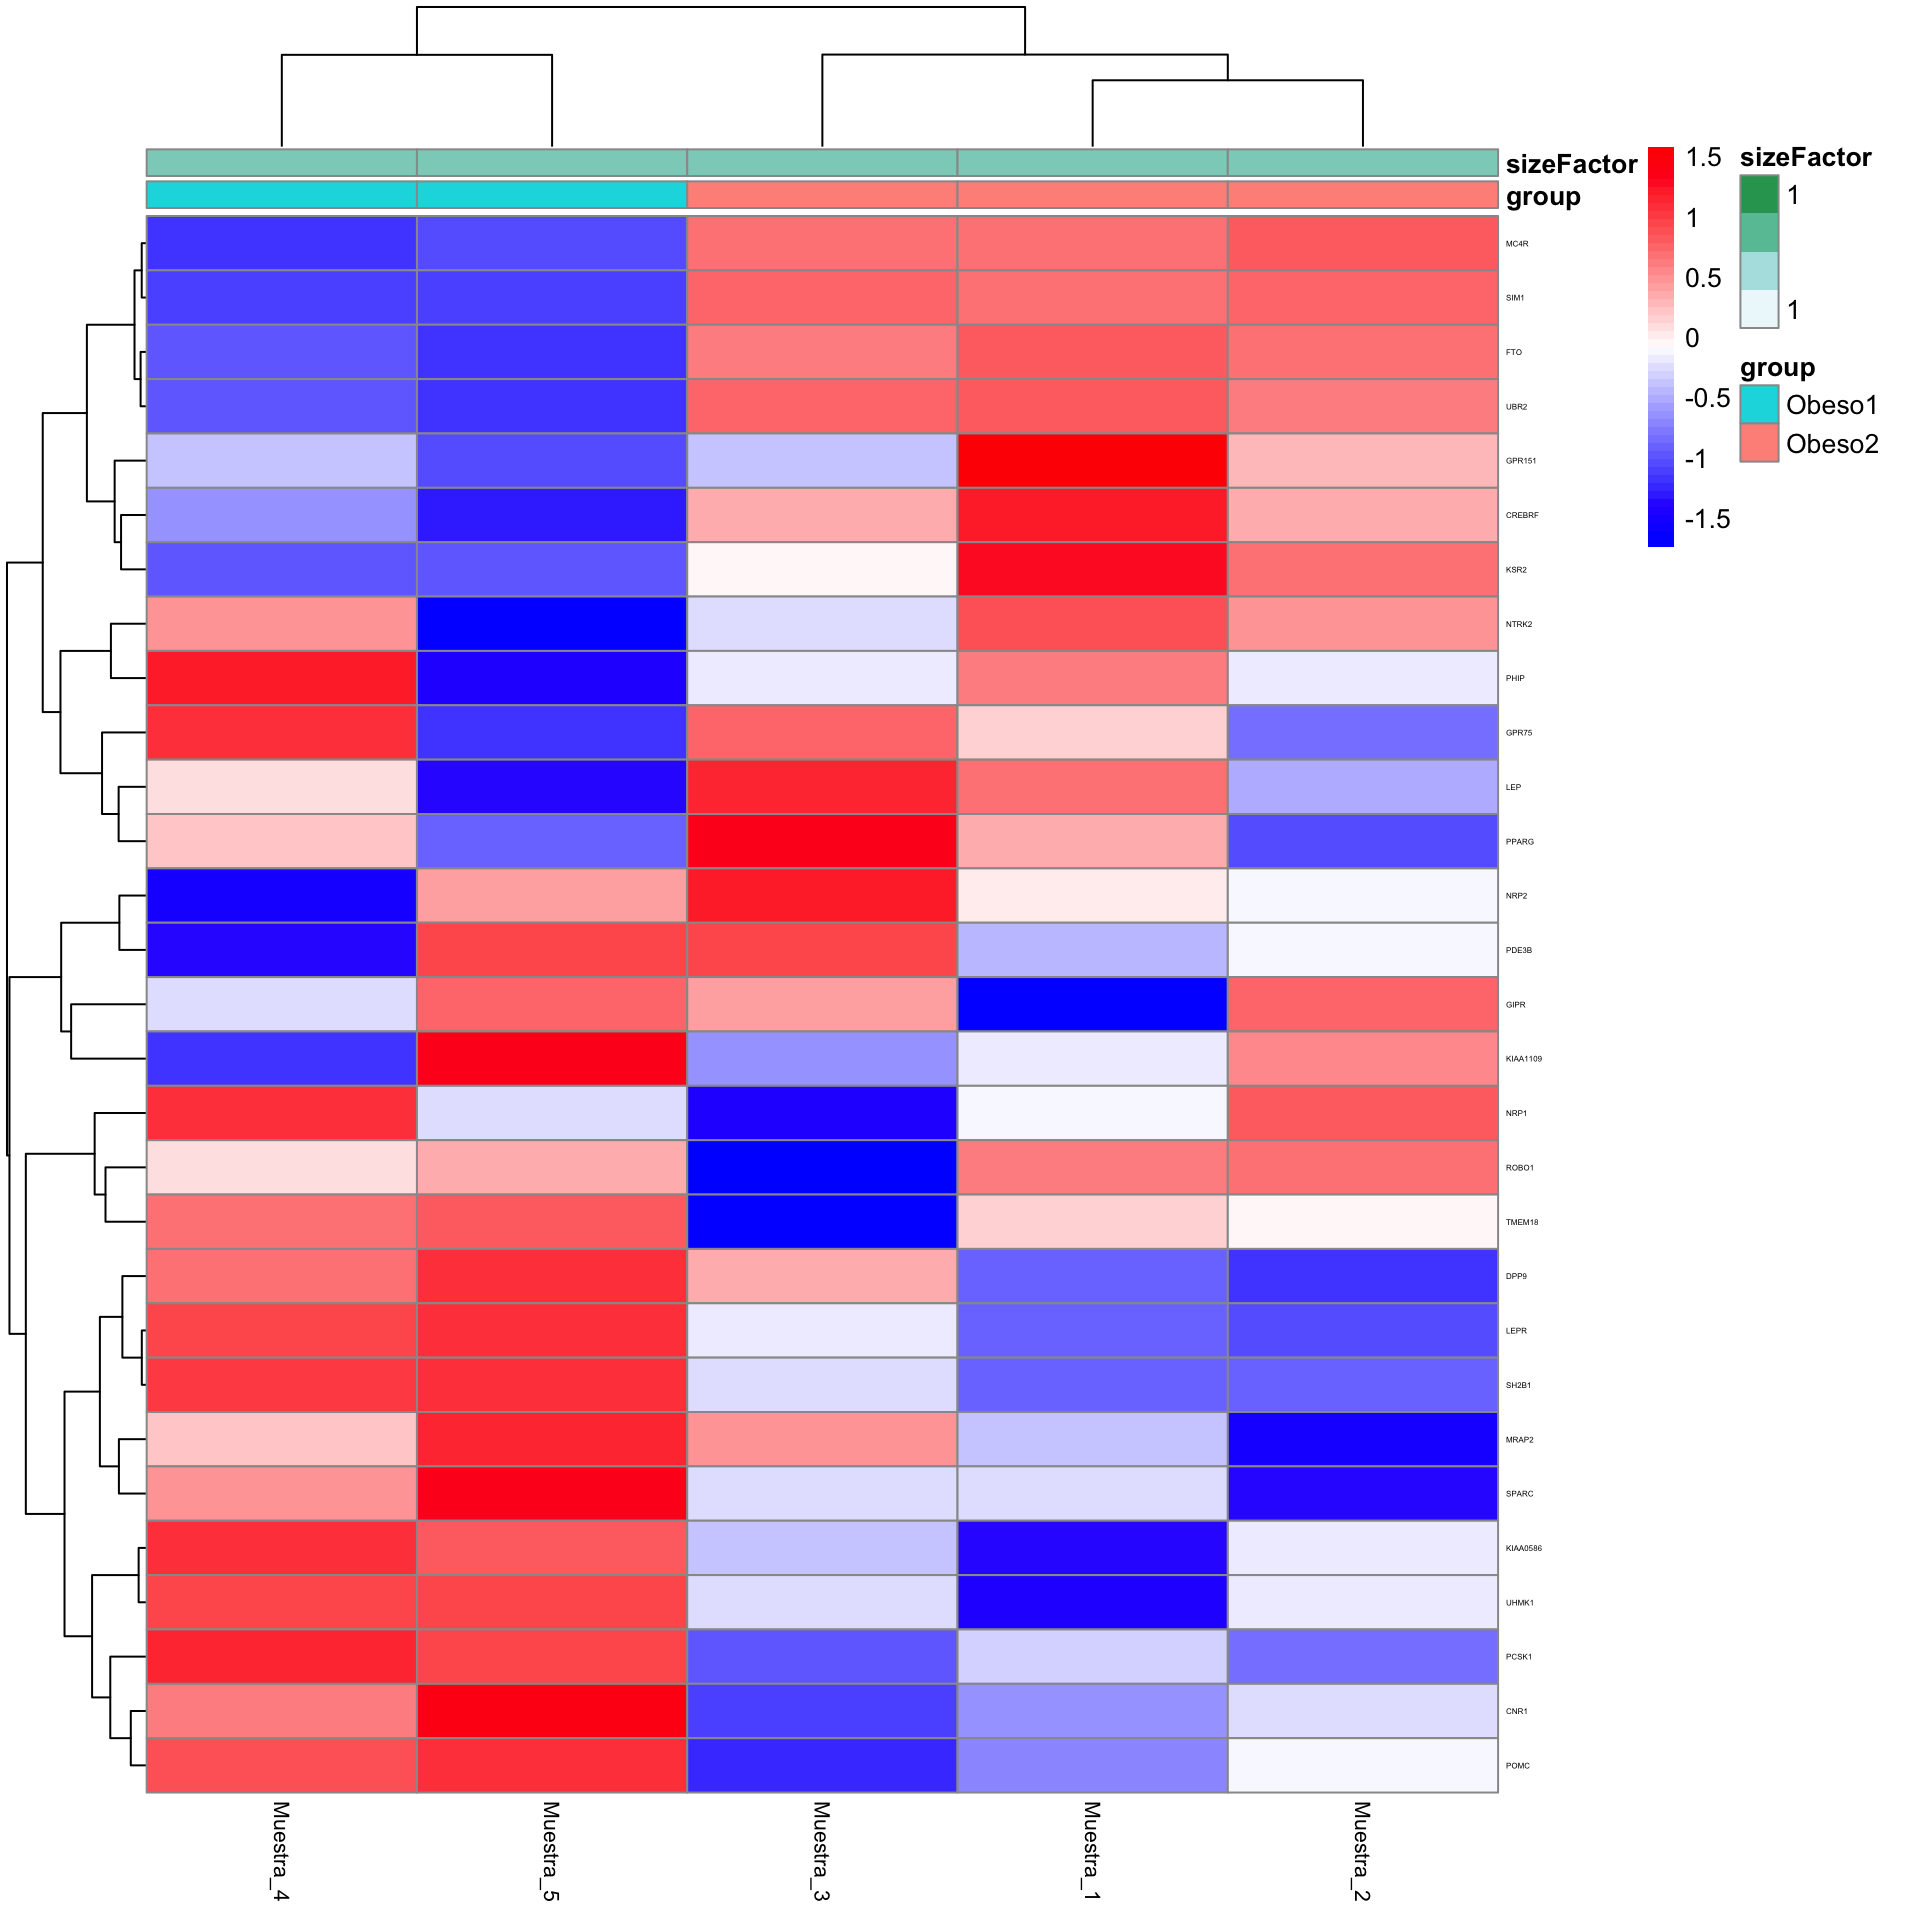 sizeFactor
group
MC4R
SIM1
FTO
UBR2
GPR151
CREBRF
KSR2
NTRK2
PHIP
GPR75
LEP
PPARG
NRP2
PDE3B
GIPR
KIAA1109
NRP1
ROBO1
TMEM18
DPP9
LEPR
SH2B1
MRAP2
SPARC
KIAA0586
UHMK1
PCSK1
CNR1
POMC
Muestra_4
Muestra_5
Muestra_3
Muestra_1
Muestra_2
1.5
1
0.5
0
-0.5
-1
-1.5
sizeFactor
1
1
group
Obeso1
Obeso2